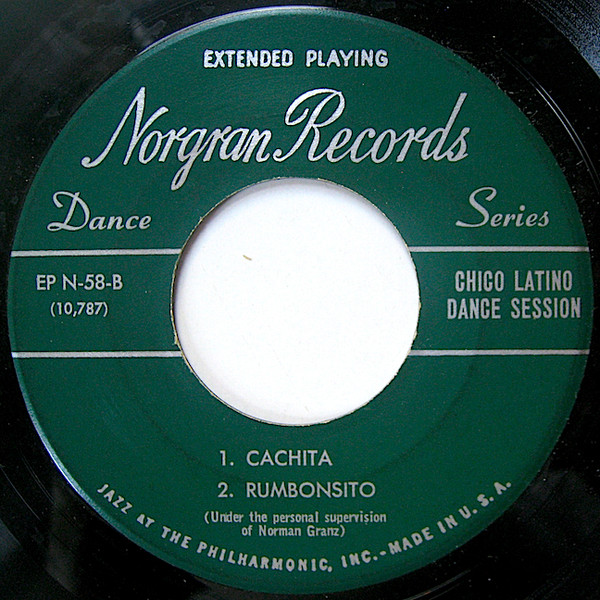 EXTENDED PLAYING
Norgran Records
Dance Series
EP N-58-B
(10,787)
CHICO LATINO
DANCE SESSION
1. CACHITA
2. RUMBONSITO
(Under the personal supervision
of Norman Granz)
JAZZ AT THE PHILHARMONIC, INC.-MADE IN U.S.A.